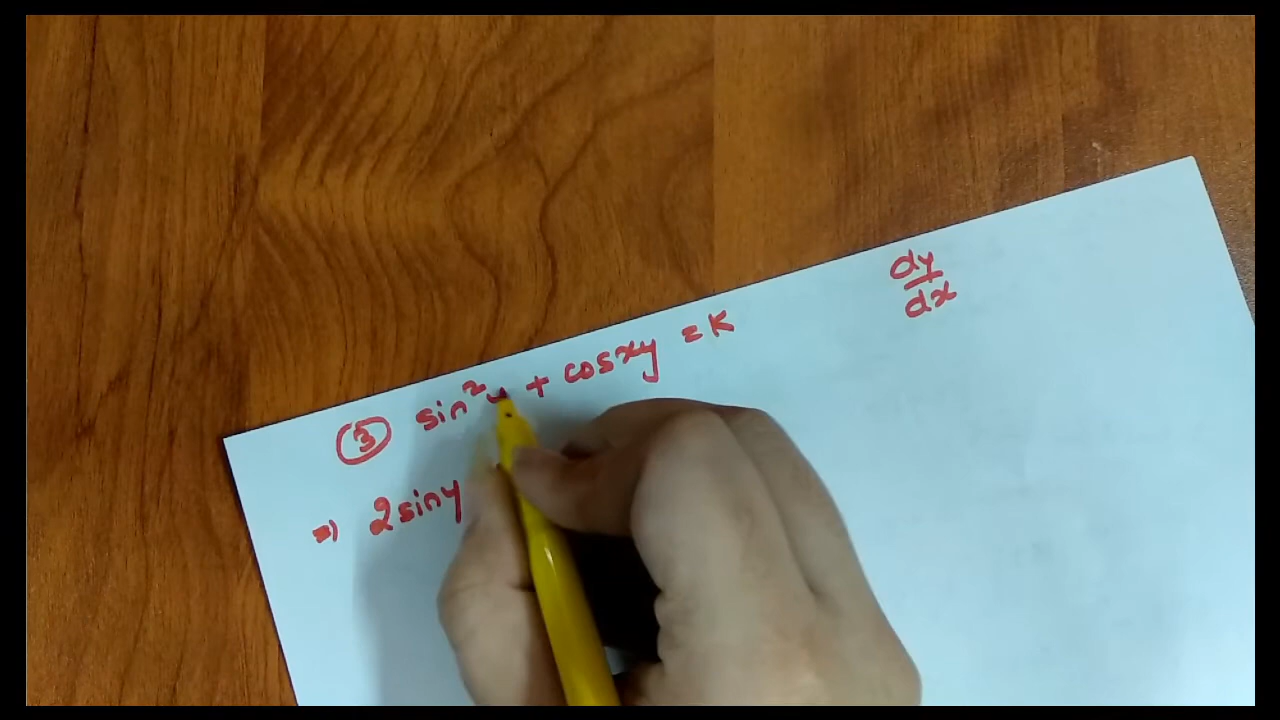 dy/dx
③ sin²y + cosxy = K
⇒ 2siny